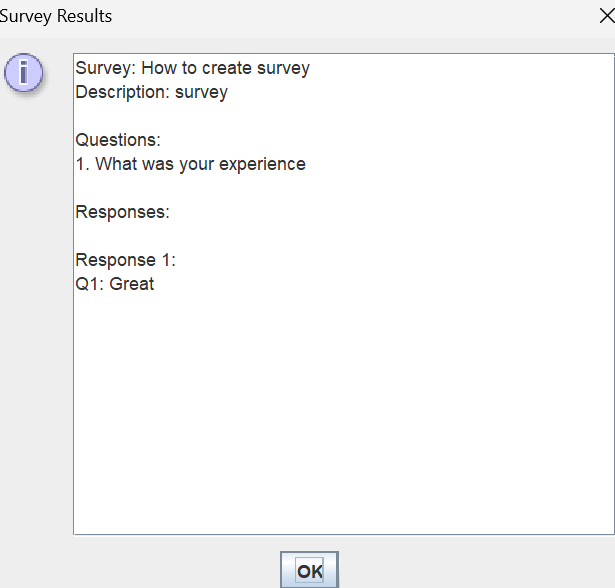 Survey Results
Survey: How to create survey
Description: survey
Questions:
1. What was your experience
Responses:
Response 1:
Q1: Great
OK